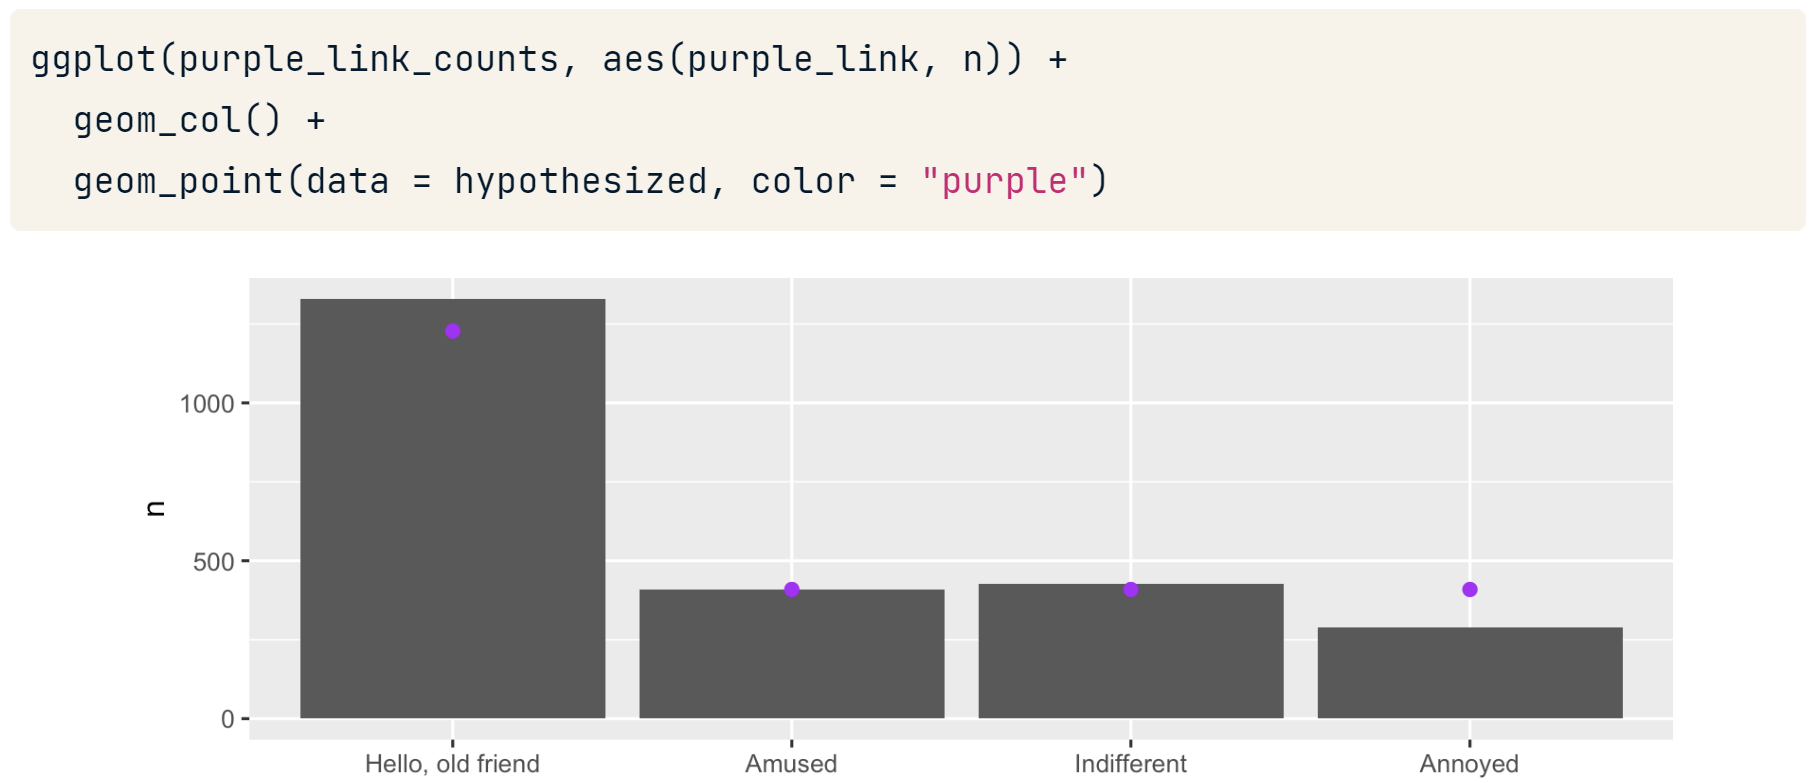 ggplot(purple_link_counts, aes(purple_link, n)) +
  geom_col() +
  geom_point(data = hypothesized, color = "purple")
1000
n
500
0
Hello, old friend
Amused
Indifferent
Annoyed